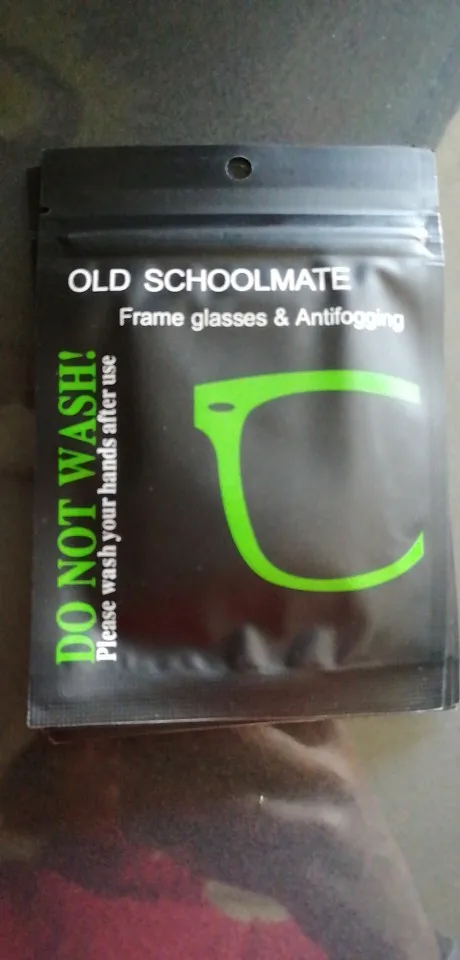 OLD SCHOOLMATE
Frame glasses & Antifogging
DO NOT WASH!
Please wash your hands after use